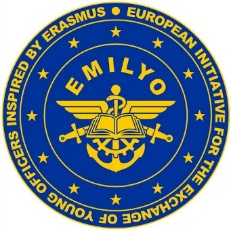 EUROPEAN INITIATIVE FOR THE EXCHANGE OF YOUNG OFFICERS INSPIRED BY ERASMUS
EMILYO